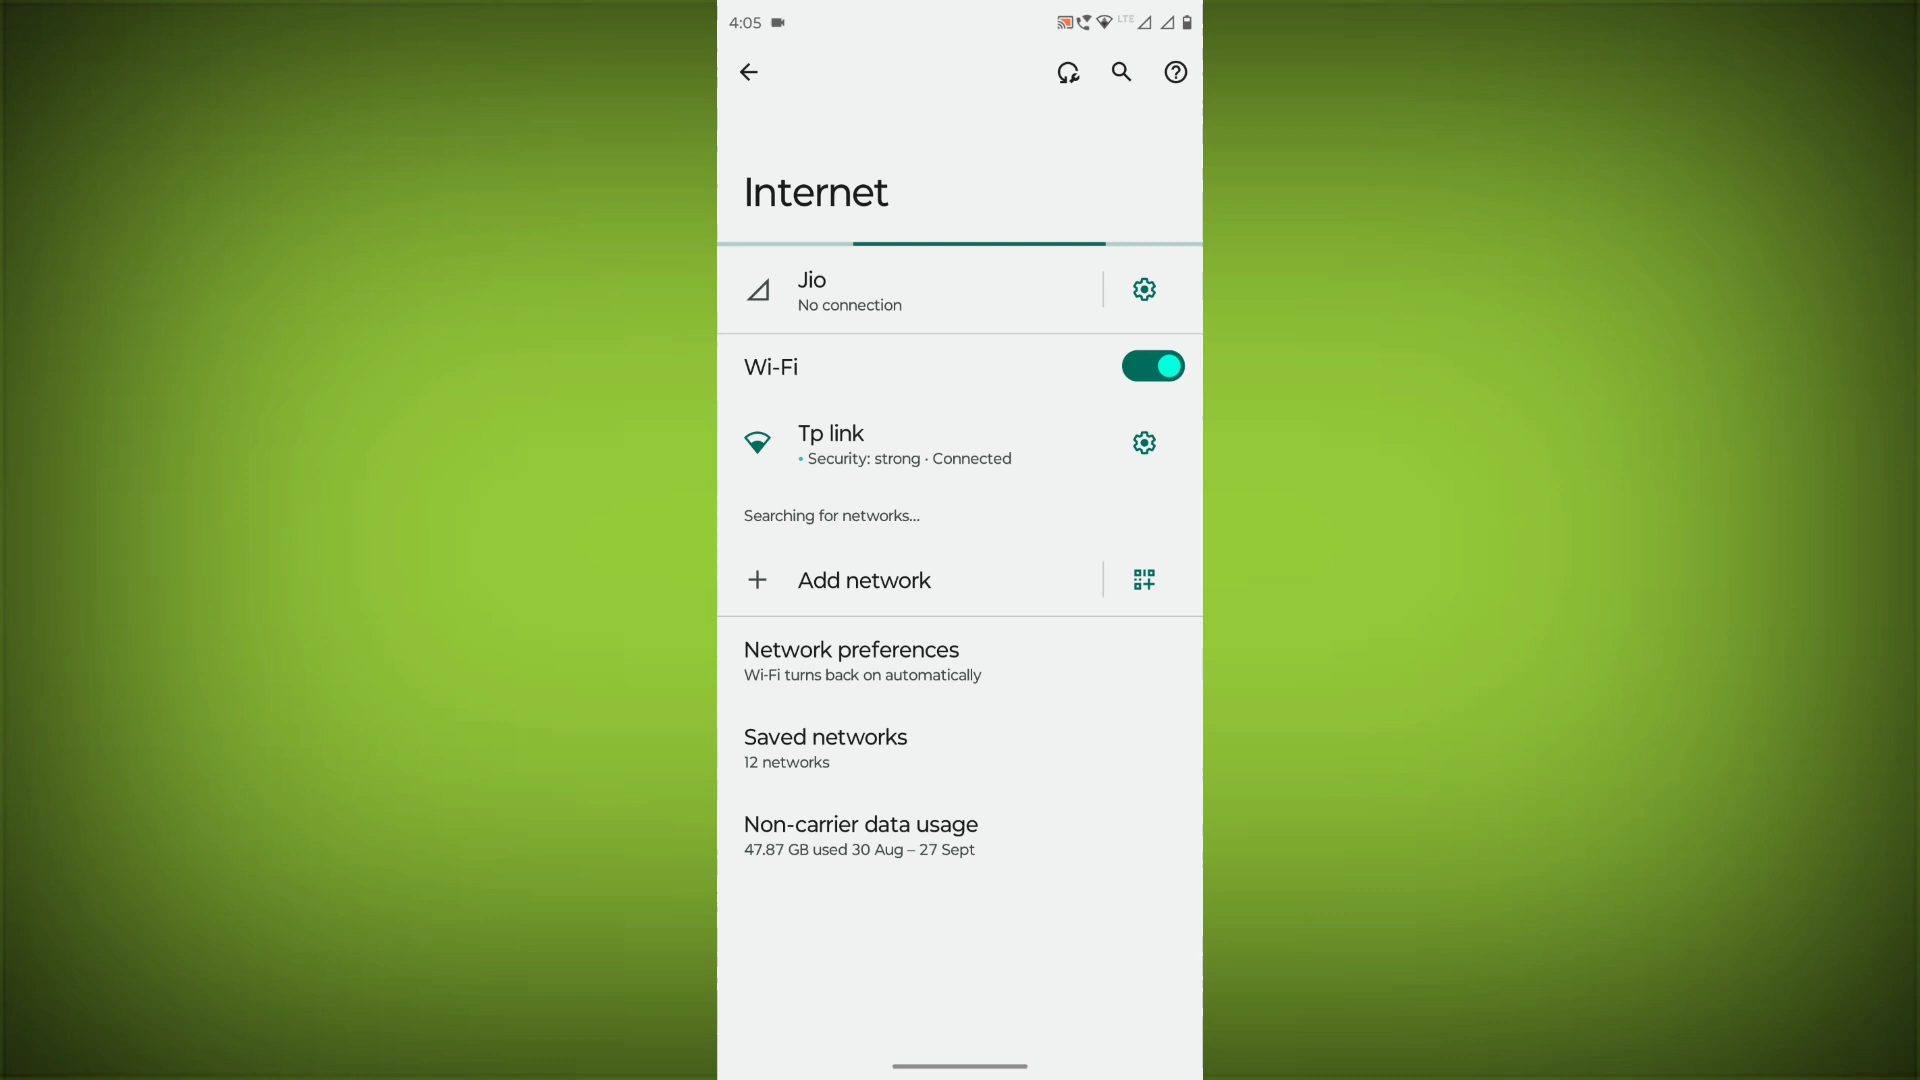 4:05
LTE
Internet
Jio
No connection
Wi-Fi
Tp link
• Security: strong · Connected
Searching for networks...
Add network
Network preferences
Wi-Fi turns back on automatically
Saved networks
12 networks
Non-carrier data usage
47.87 GB used 30 Aug – 27 Sept